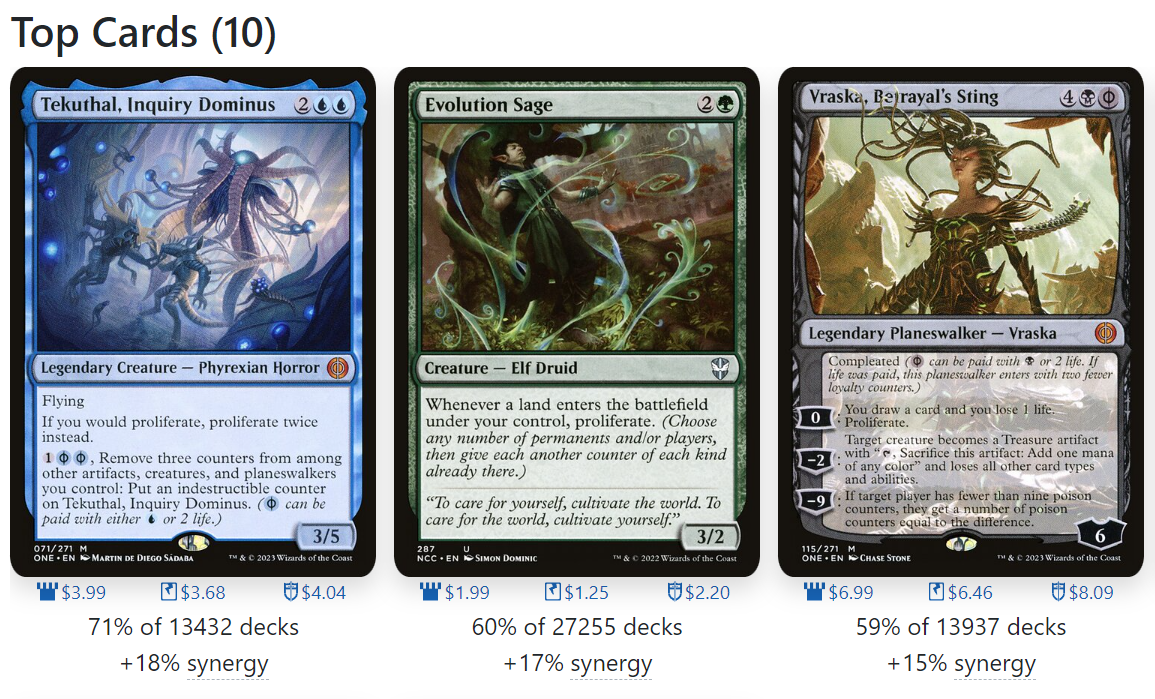 Top Cards (10)
Tekuthal, Inquiry Dominus 2
Legendary Creature — Phyrexian Horror
Flying
If you would proliferate, proliferate twice
instead.
1 , Remove three counters from among
other artifacts, creatures, and planeswalkers
you control: Put an indestructible counter
on Tekuthal, Inquiry Dominus. ( can be
paid with either or 2 life.)
3/5
071/271 M
ONE • EN Martin de Diego Sádaba
™ & © 2023 Wizards of the Coast
$3.99 $3.68 $4.04
71% of 13432 decks
+18% synergy
Evolution Sage 2
Creature — Elf Druid
Whenever a land enters the battlefield
under your control, proliferate. (Choose
any number of permanents and/or players,
then give each another counter of each kind
already there.)
“To care for yourself, cultivate the world. To
care for the world, cultivate yourself.”
3/2
287 U
NCC • EN Simon Dominic
™ & © 2022 Wizards of the Coast
$1.99 $1.25 $2.20
60% of 27255 decks
+17% synergy
Vraska, Betrayal's Sting 4
Legendary Planeswalker — Vraska
Compleated ( can be paid with or 2 life. If
life was paid, this planeswalker enters with two fewer
loyalty counters.)
0 : You draw a card and you lose 1 life.
Proliferate.
Target creature becomes a Treasure artifact
−2 : with “ , Sacrifice this artifact: Add one mana
of any color” and loses all other card types
and abilities.
−9 : If target player has fewer than nine poison
counters, they get a number of poison
counters equal to the difference.
6
115/271 M
ONE • EN Chase Stone
™ & © 2023 Wizards of the Coast
$6.99 $6.46 $8.09
59% of 13937 decks
+15% synergy